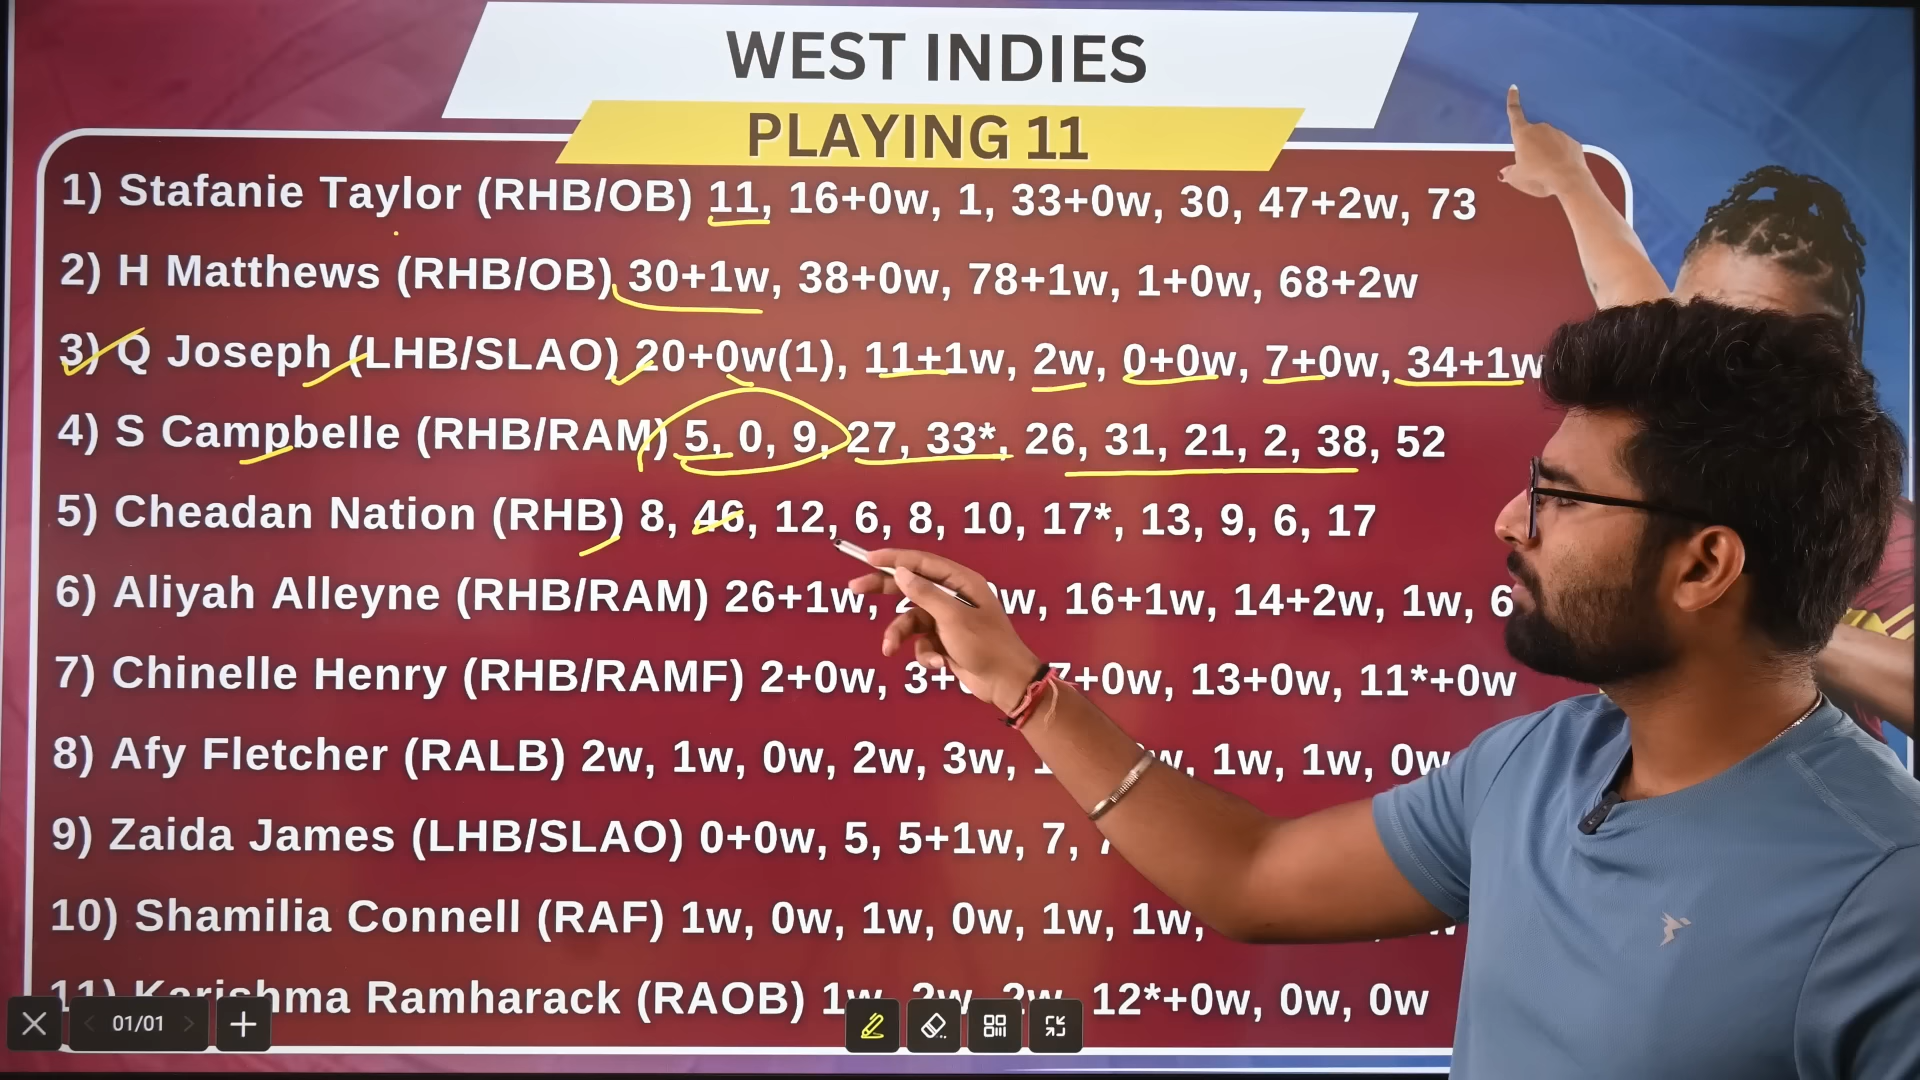 WEST INDIES
PLAYING 11
1) Stafanie Taylor (RHB/OB) 11, 16+0w, 1, 33+0w, 30, 47+2w, 73
2) H Matthews (RHB/OB) 30+1w, 38+0w, 78+1w, 1+0w, 68+2w
3) Q Joseph (LHB/SLAO) 20+0w(1), 11+1w, 2w, 0+0w, 7+0w, 34+1w
4) S Campbelle (RHB/RAM) 5, 0, 9, 27, 33*, 26, 31, 21, 2, 38, 52
5) Cheadan Nation (RHB) 8, 46, 12, 6, 8, 10, 17*, 13, 9, 6, 17
6) Aliyah Alleyne (RHB/RAM) 26+1w, 16+1w, 14+2w, 1w, 6
7) Chinelle Henry (RHB/RAMF) 2+0w, 13+0w, 11*+0w
8) Afy Fletcher (RALB) 2w, 1w, 0w, 2w, 3w, 1w, 1w, 0w
9) Zaida James (LHB/SLAO) 0+0w, 5, 5+1w, 7,
10) Shamilia Connell (RAF) 1w, 0w, 1w, 0w, 1w, 1w,
11) Karishma Ramharack (RAOB) 1w, 2w, 2w, 12*+0w, 0w, 0w
01/01